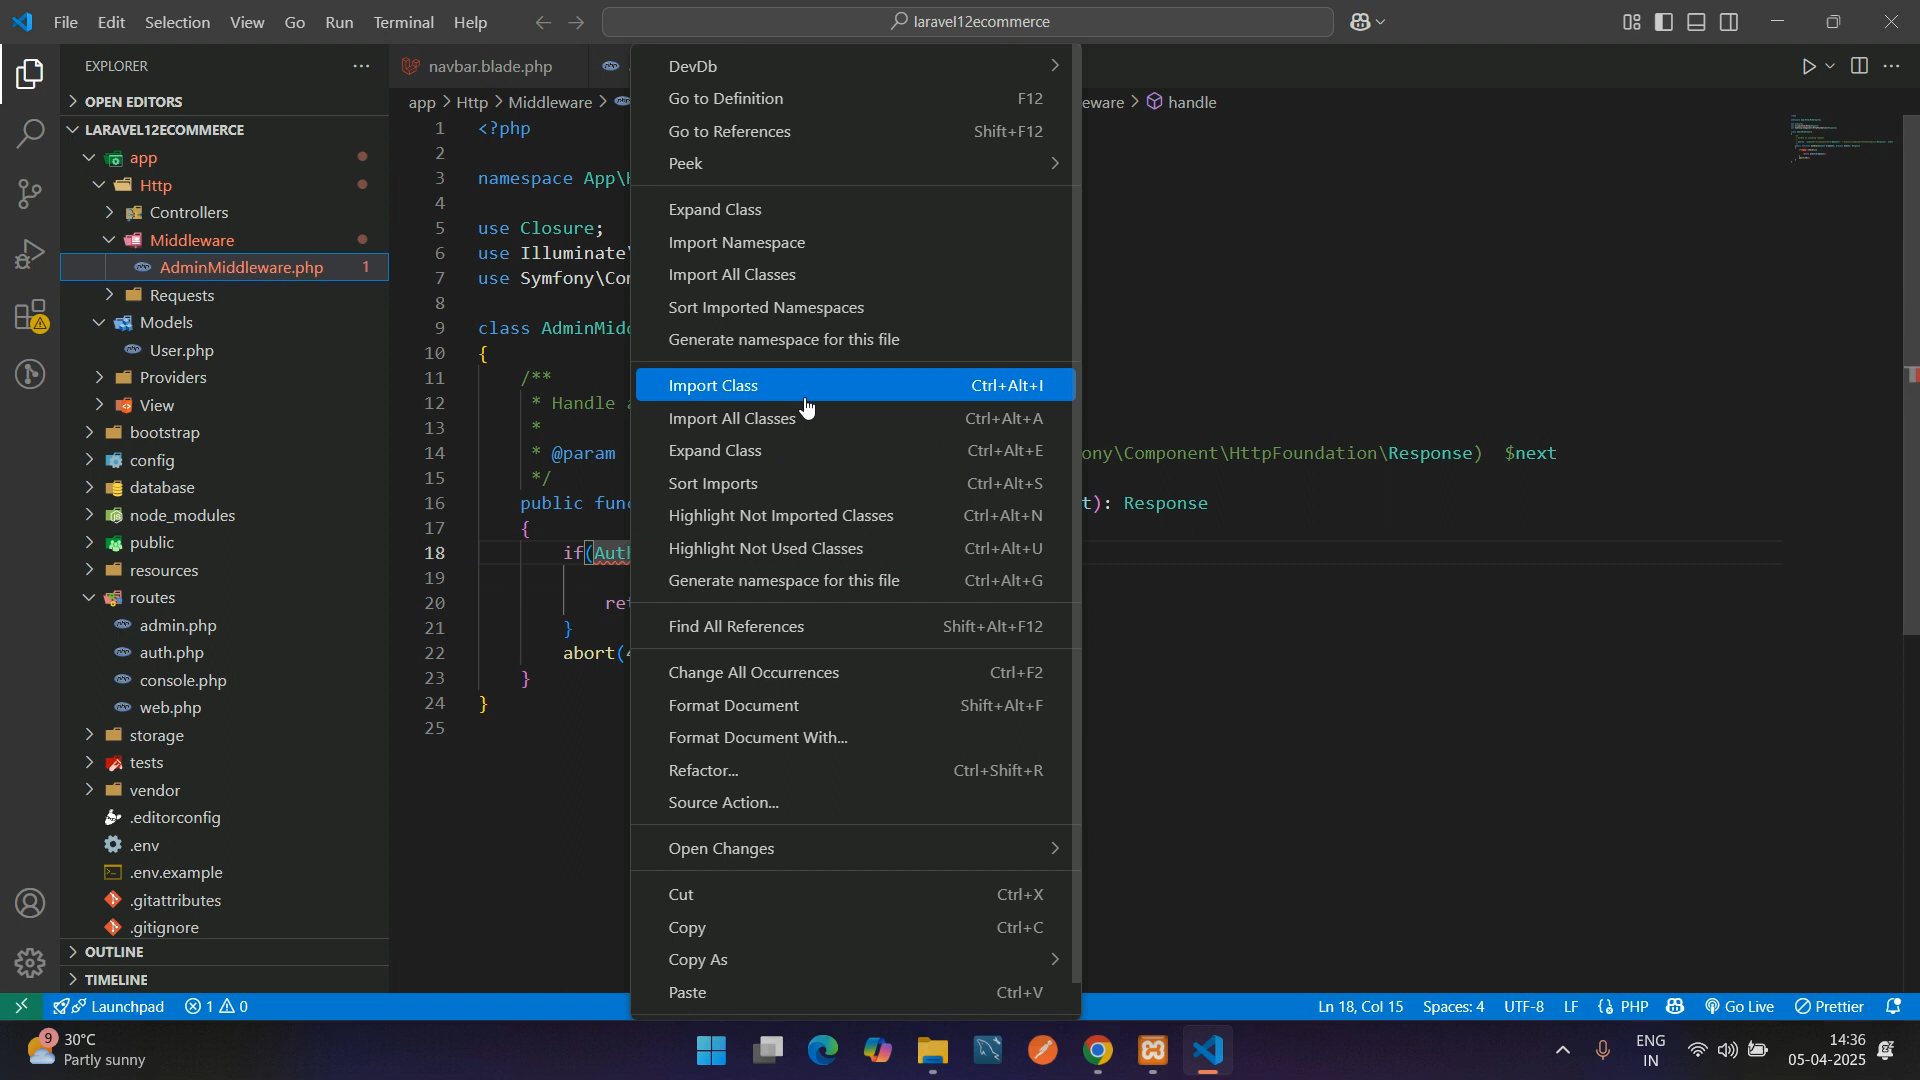 File Edit Selection View Go Run Terminal Help
laravel12ecommerce
EXPLORER
OPEN EDITORS
LARAVEL12ECOMMERCE
app
Http
Controllers
Middleware
AdminMiddleware.php 1
Requests
Models
User.php
Providers
View
bootstrap
config
database
node_modules
public
resources
routes
admin.php
auth.php
console.php
web.php
storage
tests
vendor
.editorconfig
.env
.env.example
.gitattributes
.gitignore
OUTLINE
TIMELINE
navbar.blade.php
app > Http > Middleware >
eware > handle
1 <?php
2
3 namespace App\
4
5 use Closure;
6 use Illuminate\
7 use Symfony\Co
8
9 class AdminMid
10 {
11 /**
12 * Handle
13 *
14 * @param ony\Component\HttpFoundation\Response) $next
15 */
16 public fun t): Response
17 {
18 if(Aut
19
20 ret
21 }
22 abort(
23 }
24 }
25
DevDb
Go to Definition F12
Go to References Shift+F12
Peek
Expand Class
Import Namespace
Import All Classes
Sort Imported Namespaces
Generate namespace for this file
Import Class Ctrl+Alt+I
Import All Classes Ctrl+Alt+A
Expand Class Ctrl+Alt+E
Sort Imports Ctrl+Alt+S
Highlight Not Imported Classes Ctrl+Alt+N
Highlight Not Used Classes Ctrl+Alt+U
Generate namespace for this file Ctrl+Alt+G
Find All References Shift+Alt+F12
Change All Occurrences Ctrl+F2
Format Document Shift+Alt+F
Format Document With...
Refactor... Ctrl+Shift+R
Source Action...
Open Changes
Cut Ctrl+X
Copy Ctrl+C
Copy As
Paste Ctrl+V
Launchpad 1 0
Ln 18, Col 15 Spaces: 4 UTF-8 LF {} PHP Go Live Prettier
9
30°C
Partly sunny
ENG
IN
14:36
05-04-2025